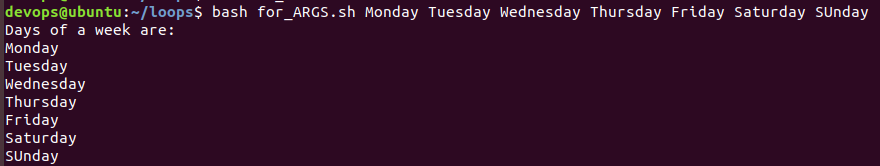 devops@ubuntu:~/loops$ bash for_ARGS.sh Monday Tuesday Wednesday Thursday Friday Saturday SUnday
Days of a week are:
Monday
Tuesday
Wednesday
Thursday
Friday
Saturday
SUnday